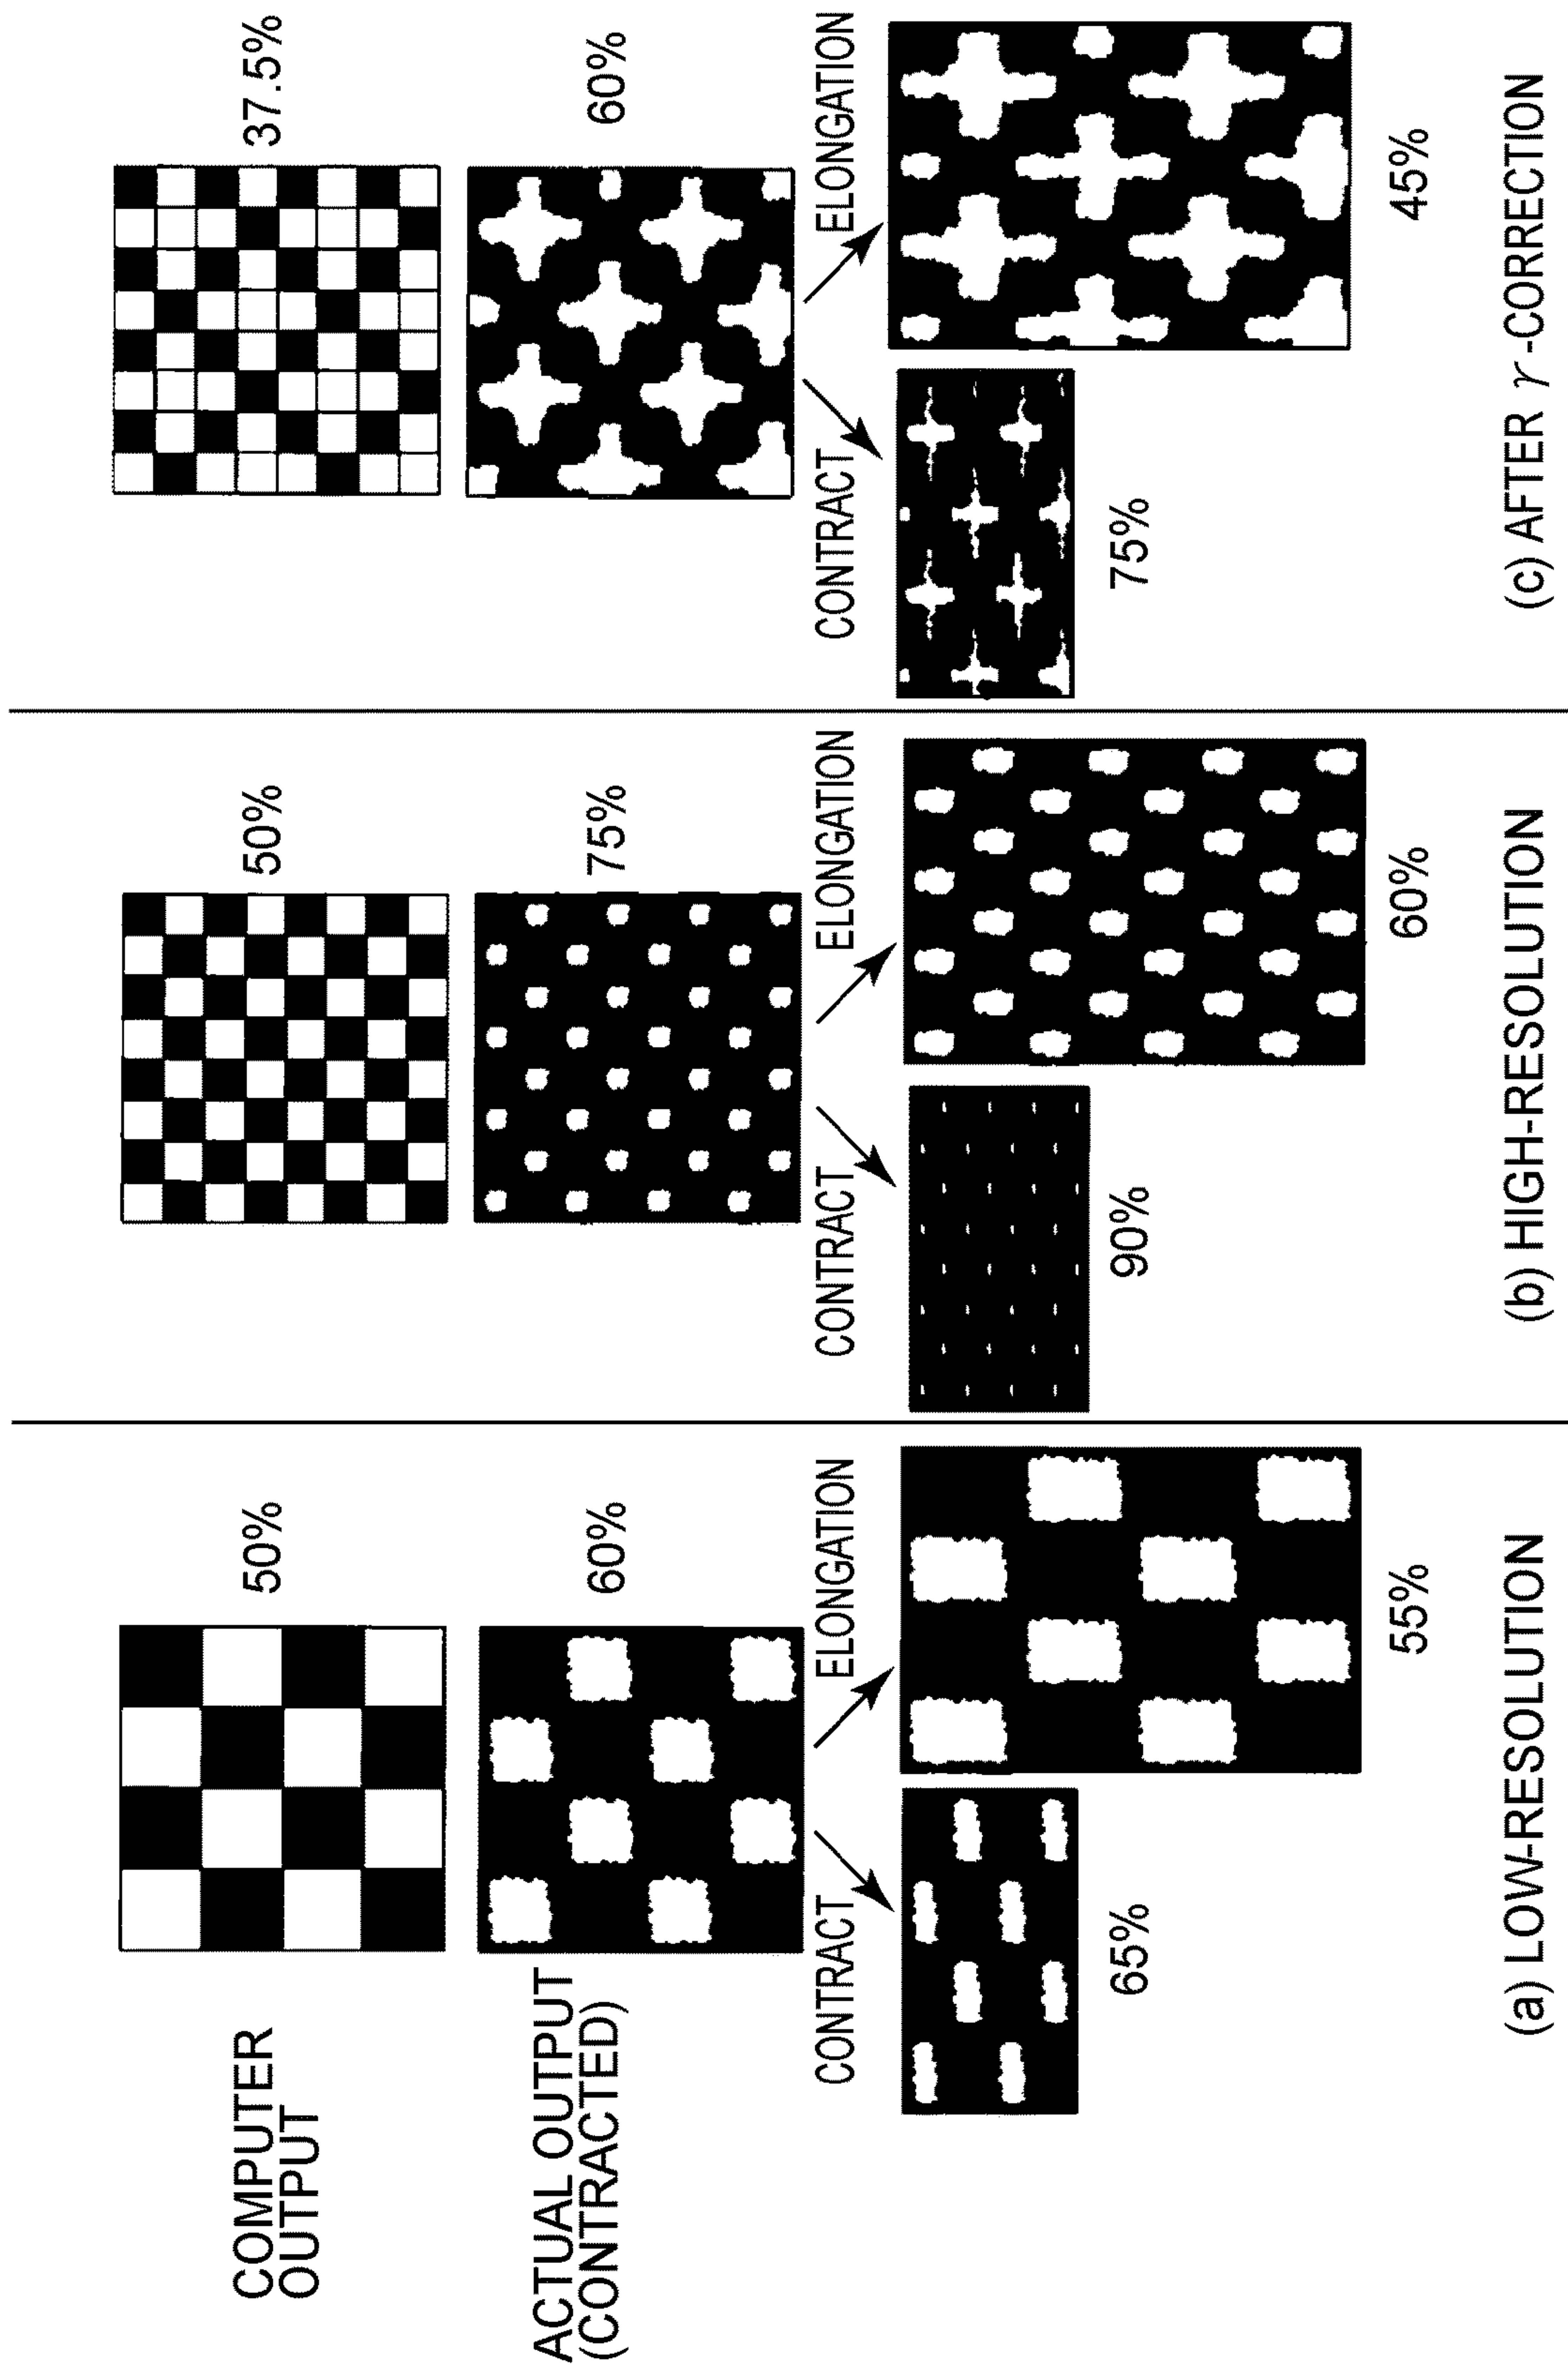 COMPUTER
OUTPUT
50%
50%
37.5%
ACTUAL OUTPUT
(CONTRACTED)
60%
75%
60%
CONTRACT
ELONGATION
CONTRACT
ELONGATION
CONTRACT
ELONGATION
65%
90%
75%
55%
60%
45%
(a) LOW-RESOLUTION
(b) HIGH-RESOLUTION
(c) AFTER γ-CORRECTION